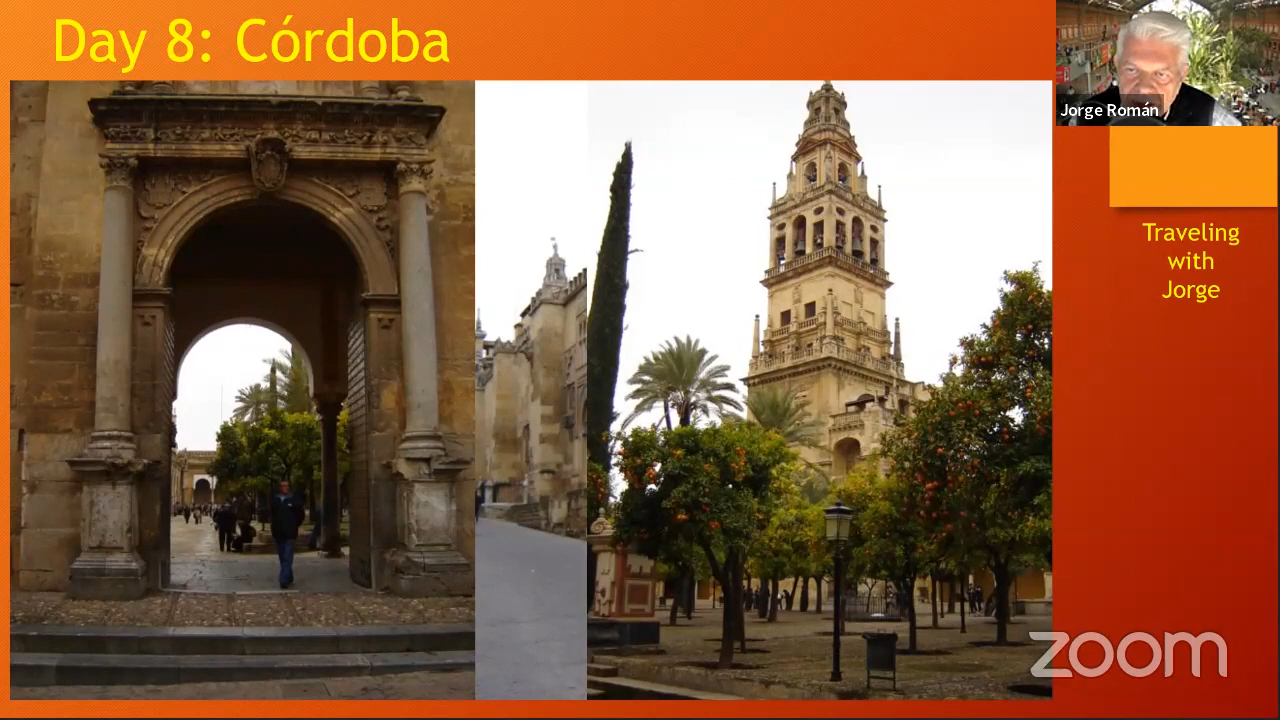 Day 8: Córdoba
Jorge Román
Traveling
with
Jorge
zoom